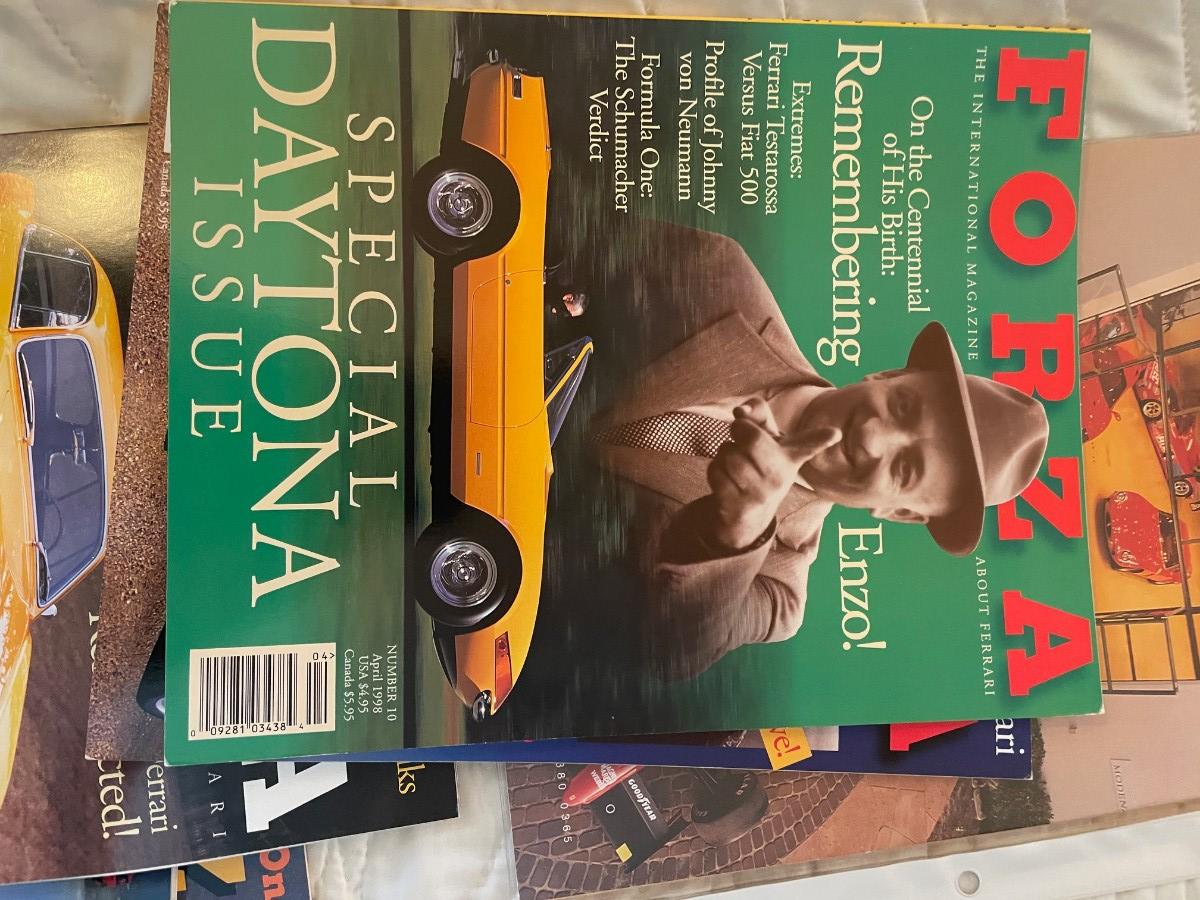 FORZA
THE INTERNATIONAL MAGAZINE ABOUT FERRARI
On the Centennial
of His Birth:
Remembering Enzo!
Extremes:
Ferrari Testarossa
Versus Fiat 500
Profile of Johnny
von Neumann
Formula One:
The Schumacher
Verdict
SPECIAL
DAYTONA
ISSUE
NUMBER 10
April 1998
USA $4.95
Canada $5.95
04>
0 09281 03438 4
Canada $5.95
GOODYEAR
380 0365